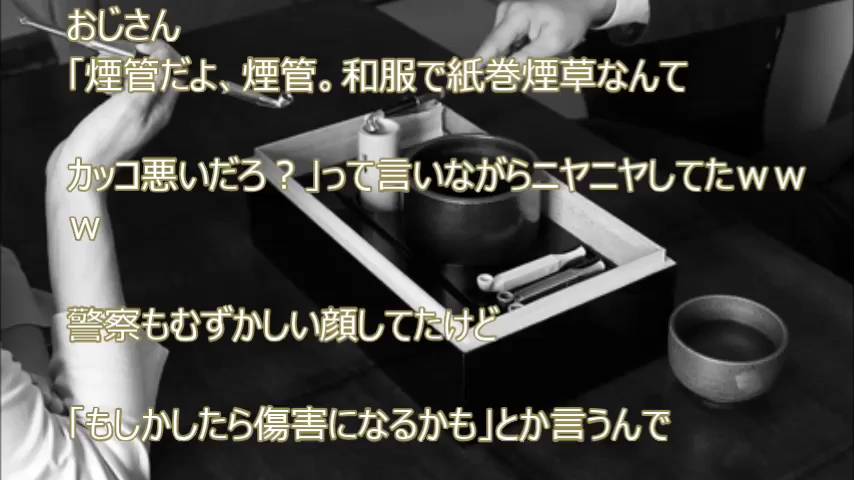 おじさん
「煙管だよ、煙管。和服で紙巻煙草なんて
カッコ悪いだろ？」って言いながらニヤニヤしてたｗｗ
ｗ
警察もむずかしい顔してたけど
「もしかしたら傷害になるかも」とか言うんで